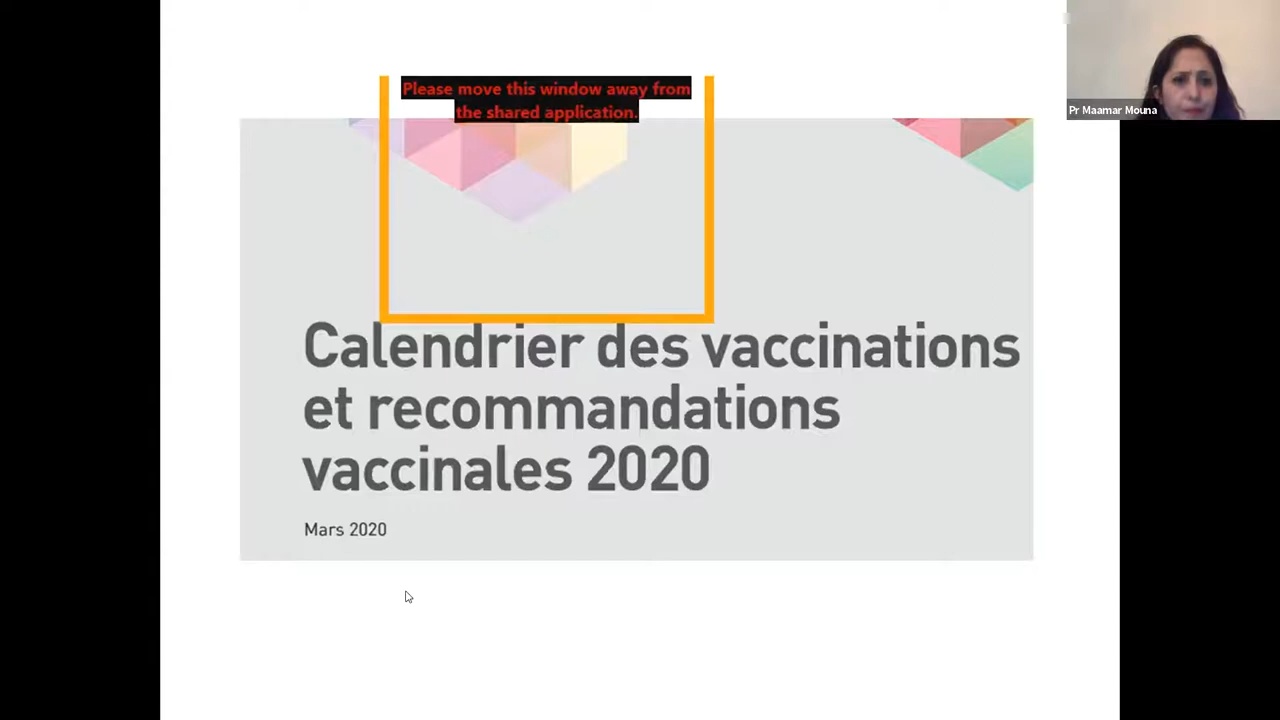 Please move this window away from
the shared application.
Pr Maamar Mouna
Calendrier des vaccinations
et recommandations
vaccinales 2020
Mars 2020